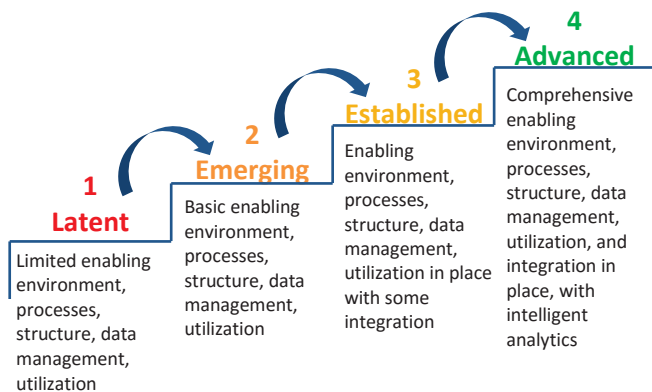 1
Latent
Limited enabling
environment,
processes,
structure, data
management,
utilization
2
Emerging
Basic enabling
environment,
processes,
structure, data
management,
utilization
3
Established
Enabling
environment,
processes,
structure, data
management,
utilization in place
with some
integration
4
Advanced
Comprehensive
enabling
environment,
processes,
structure, data
management,
utilization, and
integration in
place, with
intelligent
analytics